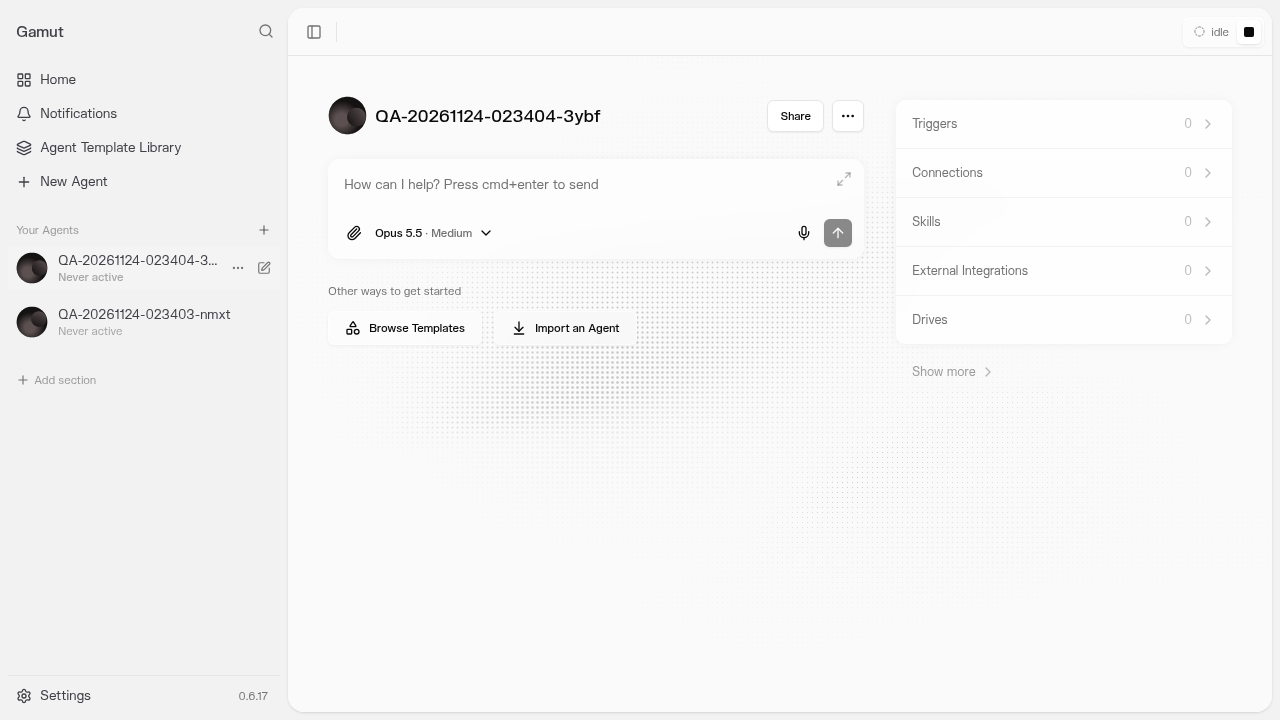 Gamut
Home
Notifications
Agent Template Library
New Agent
Your Agents
QA-20261124-023404-3...
Never active
QA-20261124-023403-nmxt
Never active
Add section
Settings
0.6.17
idle
QA-20261124-023404-3ybf
Share
How can I help? Press cmd+enter to send
Opus 5.5 · Medium
Other ways to get started
Browse Templates
Import an Agent
Triggers 0
Connections 0
Skills 0
External Integrations 0
Drives 0
Show more